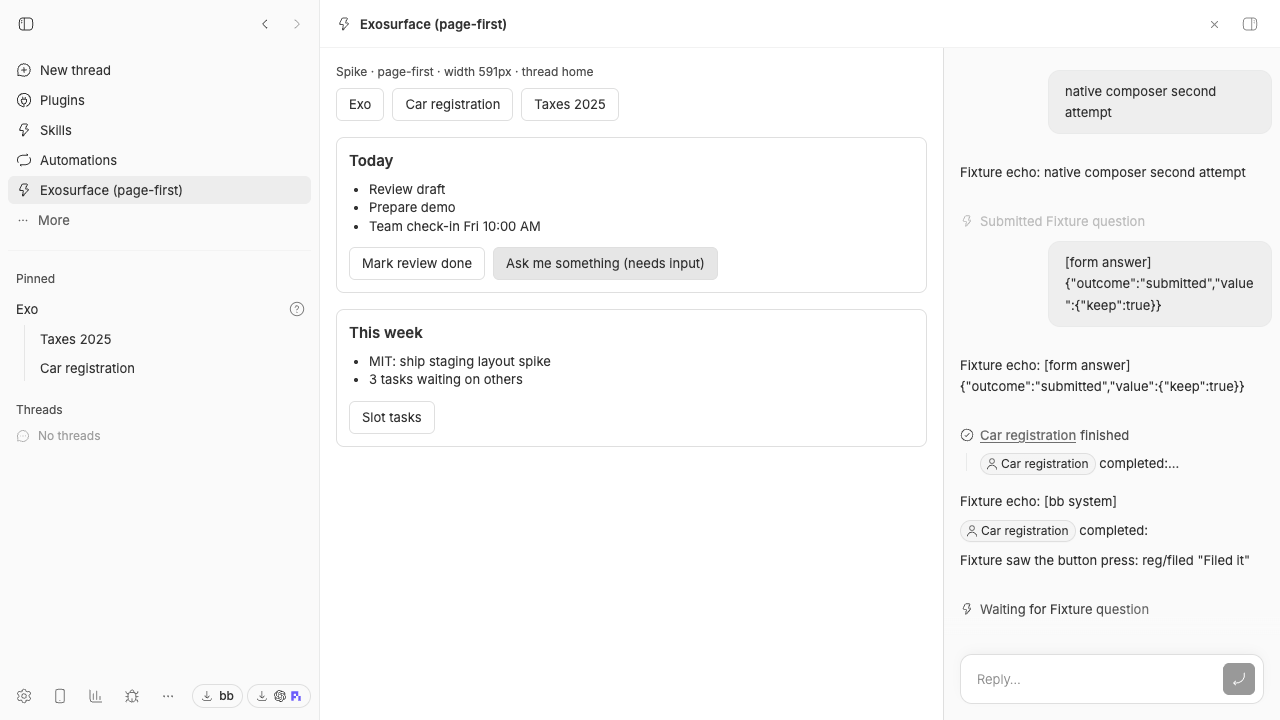 Exosurface (page-first)
New thread
Plugins
Skills
Automations
Exosurface (page-first)
More
Pinned
Exo
Taxes 2025
Car registration
Threads
No threads
bb
Spike · page-first · width 591px · thread home
Exo
Car registration
Taxes 2025
Today
• Review draft
• Prepare demo
• Team check-in Fri 10:00 AM
Mark review done
Ask me something (needs input)
This week
• MIT: ship staging layout spike
• 3 tasks waiting on others
Slot tasks
native composer second
attempt
Fixture echo: native composer second attempt
Submitted Fixture question
[form answer]
{"outcome":"submitted","value
":{"keep":true}}
Fixture echo: [form answer]
{"outcome":"submitted","value":{"keep":true}}
Car registration finished
Car registration completed:...
Fixture echo: [bb system]
Car registration completed:
Fixture saw the button press: reg/filed "Filed it"
Waiting for Fixture question
Reply...